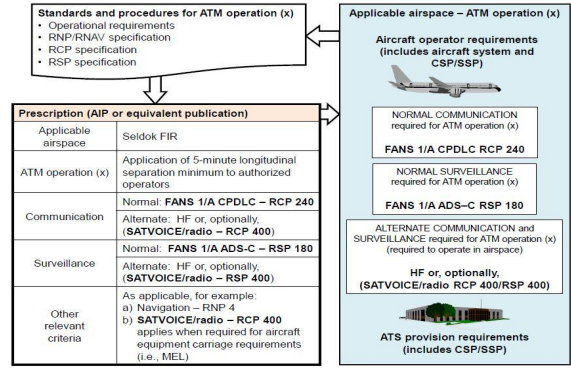 Standards and procedures for ATM operation (x)
• Operational requirements
• RNP/RNAV specification
• RCP specification
• RSP specification
Prescription (AIP or equivalent publication)
Applicable
airspace
Seldok FIR
ATM operation (x)
Application of 5-minute longitudinal
separation minimum to authorized
operators
Communication
Normal: FANS 1/A CPDLC – RCP 240
Alternate: HF or, optionally,
(SATVOICE/radio – RCP 400)
Surveillance
Normal: FANS 1/A ADS-C – RSP 180
Alternate: HF or, optionally,
(SATVOICE/radio – RSP 400)
Other
relevant
criteria
As applicable, for example:
a) Navigation – RNP 4
b) SATVOICE/radio – RCP 400
applies when required for aircraft
equipment carriage requirements
(i.e., MEL)
Applicable airspace – ATM operation (x)
Aircraft operator requirements
(includes aircraft system and
CSP/SSP)
NORMAL COMMUNICATION
required for ATM operation (x)
FANS 1/A CPDLC RCP 240
NORMAL SURVEILLANCE
required for ATM operation (x)
FANS 1/A ADS–C RSP 180
ALTERNATE COMMUNICATION and
SURVEILLANCE required for ATM operation (x)
(required to operate in airspace)
HF or, optionally,
(SATVOICE/radio RCP 400/RSP 400)
ATS provision requirements
(includes CSP/SSP)